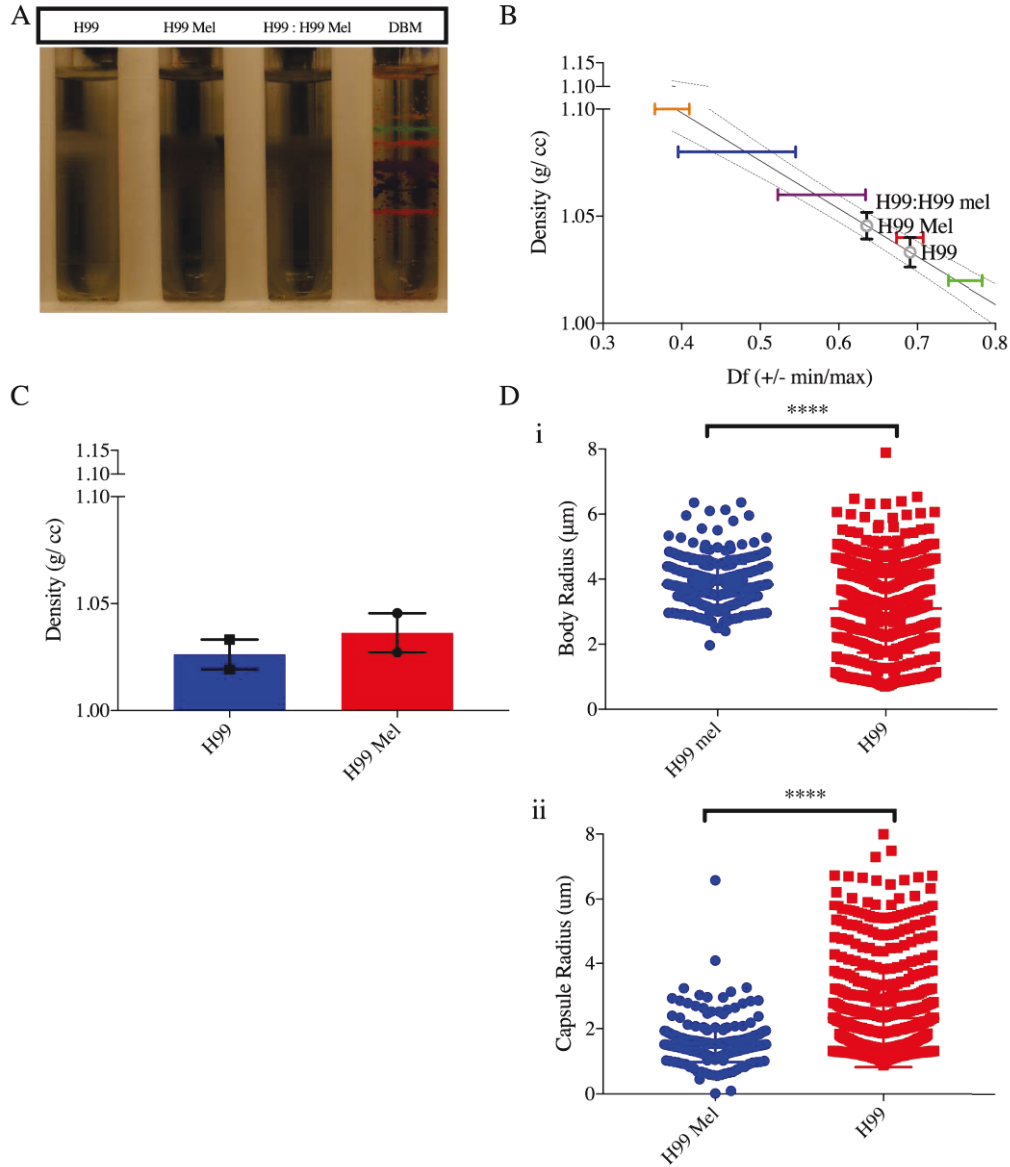 A
H99 H99 Mel H99 : H99 Mel DBM
B
1.15
1.10
1.10
1.05
1.00
Density (g/ cc)
H99:H99 mel
H99 Mel
H99
0.3 0.4 0.5 0.6 0.7 0.8
Df (+/- min/max)
C
1.15
1.10
1.10
1.05
1.00
Density (g/ cc)
H99
H99 Mel
D
i
****
8
6
4
2
0
Body Radius (μm)
H99 mel
H99
ii
****
8
6
4
2
0
Capsule Radius (um)
H99 Mel
H99